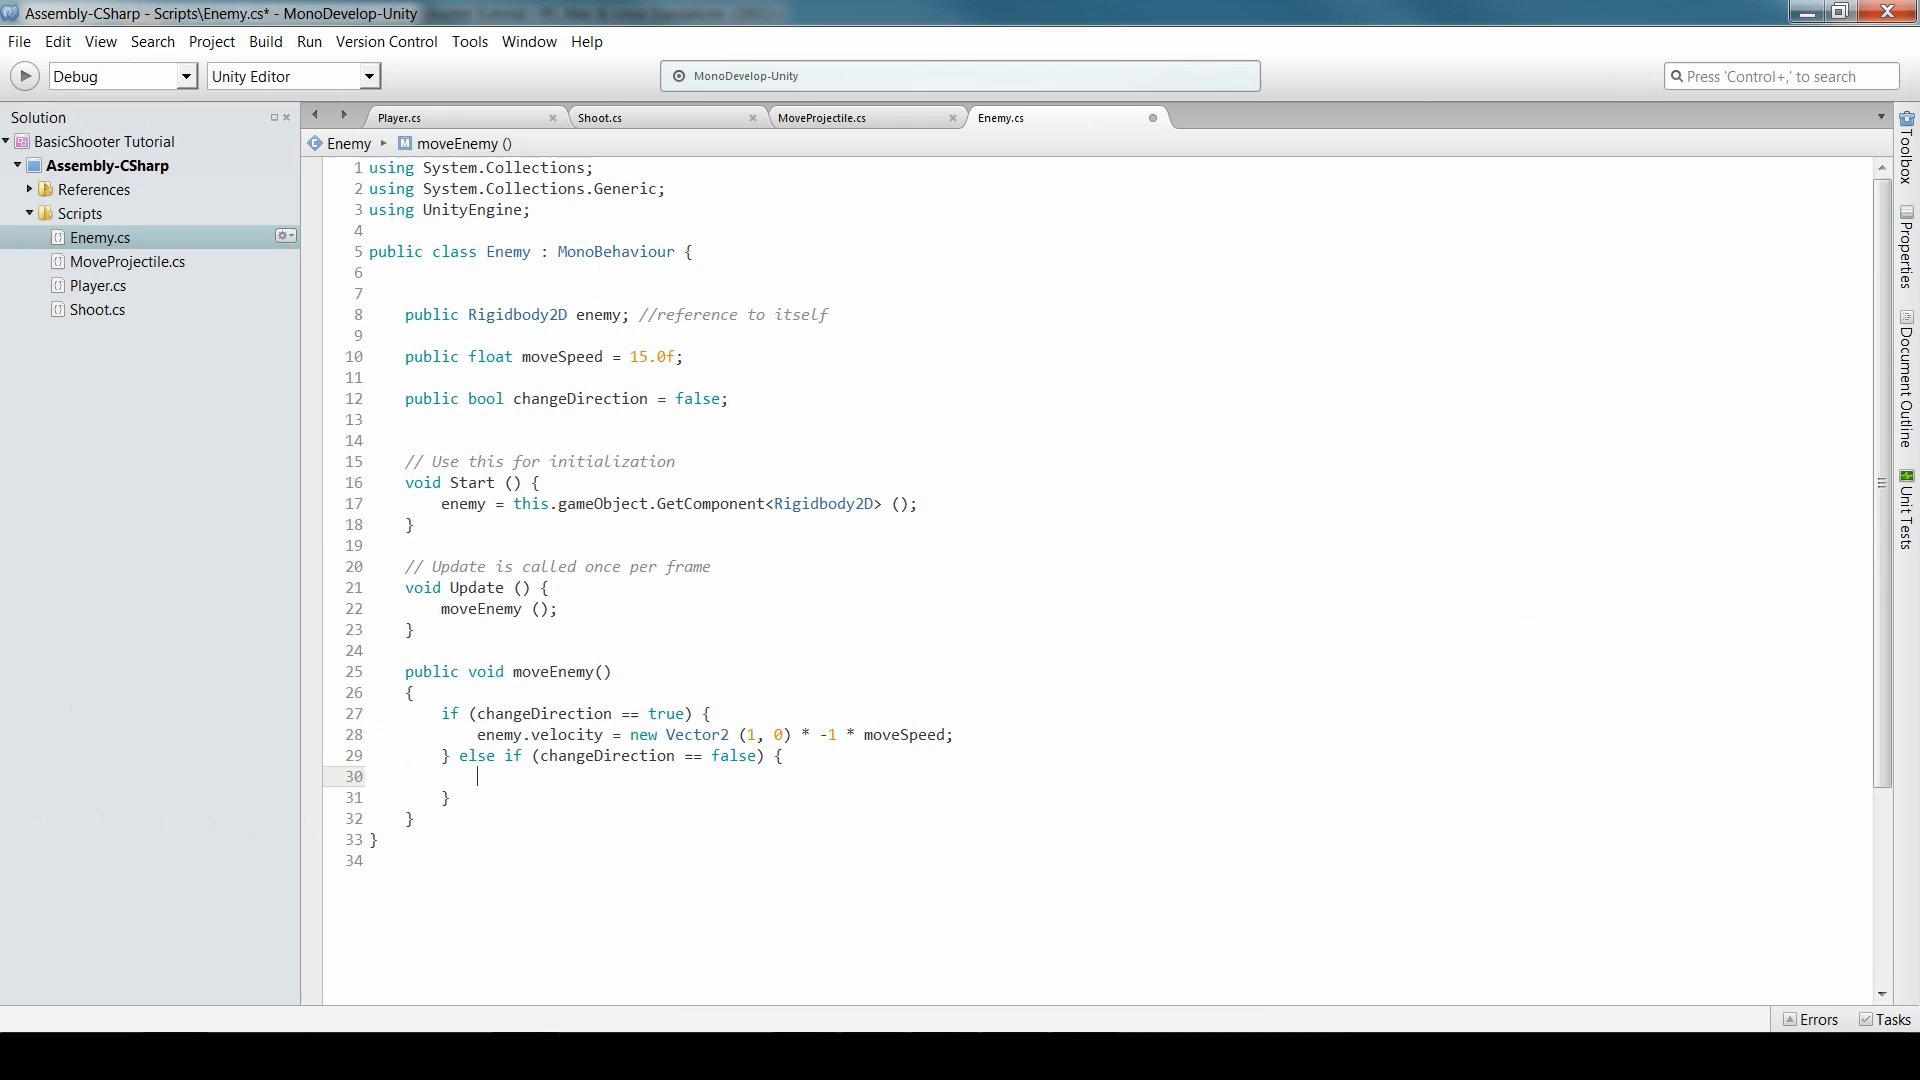 Assembly-CSharp - Scripts\Enemy.cs* - MonoDevelop-Unity
File Edit View Search Project Build Run Version Control Tools Window Help
Debug Unity Editor MonoDevelop-Unity Press 'Control+,' to search
Solution
BasicShooter Tutorial
Assembly-CSharp
References
Scripts
Enemy.cs
MoveProjectile.cs
Player.cs
Shoot.cs
Player.cs Shoot.cs MoveProjectile.cs Enemy.cs
Enemy moveEnemy ()
1 using System.Collections;
2 using System.Collections.Generic;
3 using UnityEngine;
4
5 public class Enemy : MonoBehaviour {
6
7
8 public Rigidbody2D enemy; //reference to itself
9
10 public float moveSpeed = 15.0f;
11
12 public bool changeDirection = false;
13
14
15 // Use this for initialization
16 void Start () {
17 enemy = this.gameObject.GetComponent<Rigidbody2D> ();
18 }
19
20 // Update is called once per frame
21 void Update () {
22 moveEnemy ();
23 }
24
25 public void moveEnemy()
26 {
27 if (changeDirection == true) {
28 enemy.velocity = new Vector2 (1, 0) * -1 * moveSpeed;
29 } else if (changeDirection == false) {
30
31 }
32 }
33 }
34
Toolbox
Properties
Document Outline
Unit Tests
Errors Tasks